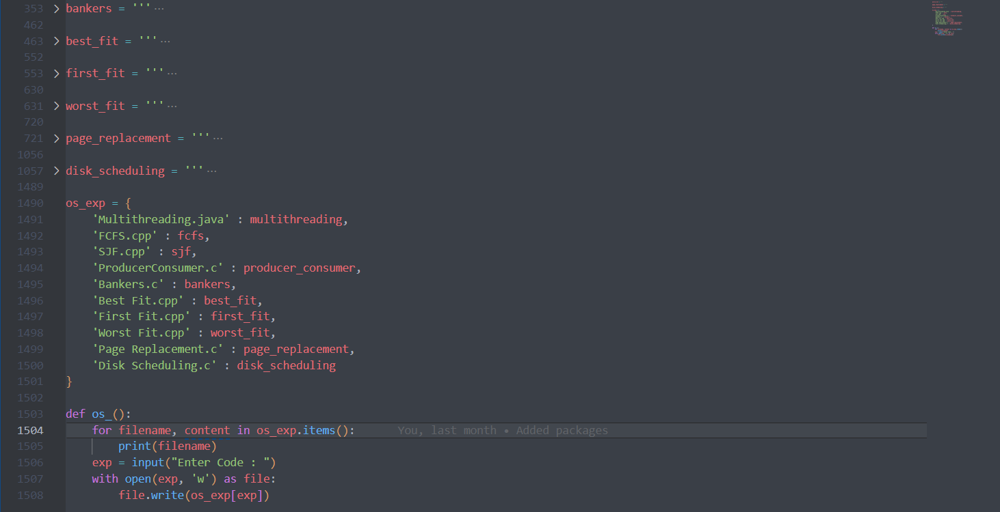 353 > bankers = '''···
462
463 > best_fit = '''···
552
553 > first_fit = '''···
630
631 > worst_fit = '''···
720
721 > page_replacement = '''···
1056
1057 > disk_scheduling = '''···
1489
1490 os_exp = {
1491 'Multithreading.java' : multithreading,
1492 'FCFS.cpp' : fcfs,
1493 'SJF.cpp' : sjf,
1494 'ProducerConsumer.c' : producer_consumer,
1495 'Bankers.c' : bankers,
1496 'Best Fit.cpp' : best_fit,
1497 'First Fit.cpp' : first_fit,
1498 'Worst Fit.cpp' : worst_fit,
1499 'Page Replacement.c' : page_replacement,
1500 'Disk Scheduling.c' : disk_scheduling
1501 }
1502
1503 def os_():
1504 for filename, content in os_exp.items(): You, last month • Added packages
1505 print(filename)
1506 exp = input("Enter Code : ")
1507 with open(exp, 'w') as file:
1508 file.write(os_exp[exp])